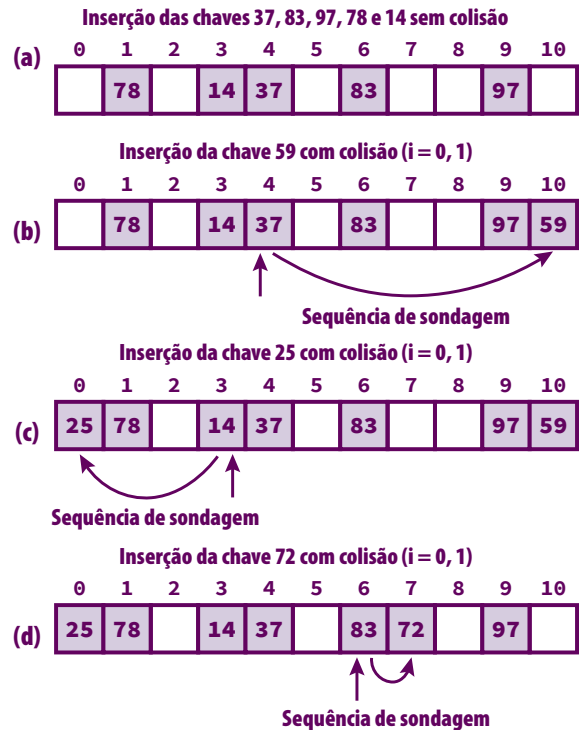 Inserção das chaves 37, 83, 97, 78 e 14 sem colisão
0 1 2 3 4 5 6 7 8 9 10
(a) 78 14 37 83 97
Inserção da chave 59 com colisão (i = 0, 1)
0 1 2 3 4 5 6 7 8 9 10
(b) 78 14 37 83 97 59
Sequência de sondagem
Inserção da chave 25 com colisão (i = 0, 1)
0 1 2 3 4 5 6 7 8 9 10
(c) 25 78 14 37 83 97 59
Sequência de sondagem
Inserção da chave 72 com colisão (i = 0, 1)
0 1 2 3 4 5 6 7 8 9 10
(d) 25 78 14 37 83 72 97
Sequência de sondagem